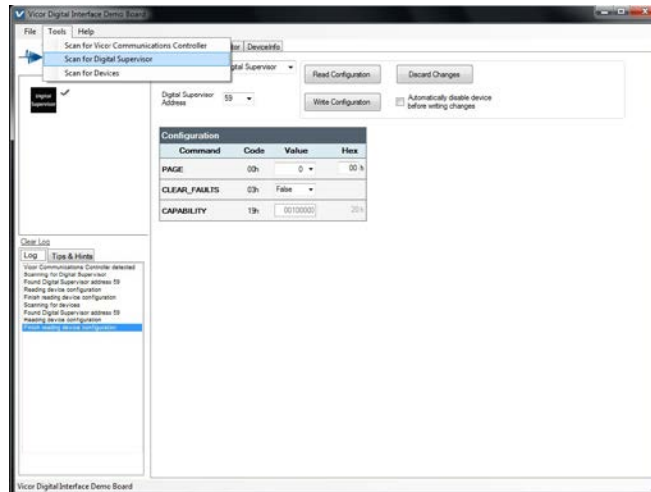 Vicor Digital Interface Demo Board
File Tools Help
Scan for Vicor Communications Controller
Scan for Digital Supervisor
Scan for Devices
tor DeviceInfo
gital Supervisor
Read Configuration
Discard Changes
Digital Supervisor Address
59
Write Configuration
Automatically disable device before writing changes
Digital Supervisor
Configuration
Command Code Value Hex
PAGE 00h 0 00 h
CLEAR_FAULTS 03h False
CAPABILITY 19h 00100000 20 h
Clear Log
Log Tips & Hints
Vicor Communications Controller detected
Scanning for Digital Supervisor
Found Digital Supervisor address 59
Reading device configuration
Finish reading device configuration
Scanning for devices
Found Digital Supervisor address 59
Reading device configuration
Finish reading device configuration
Vicor Digital Interface Demo Board